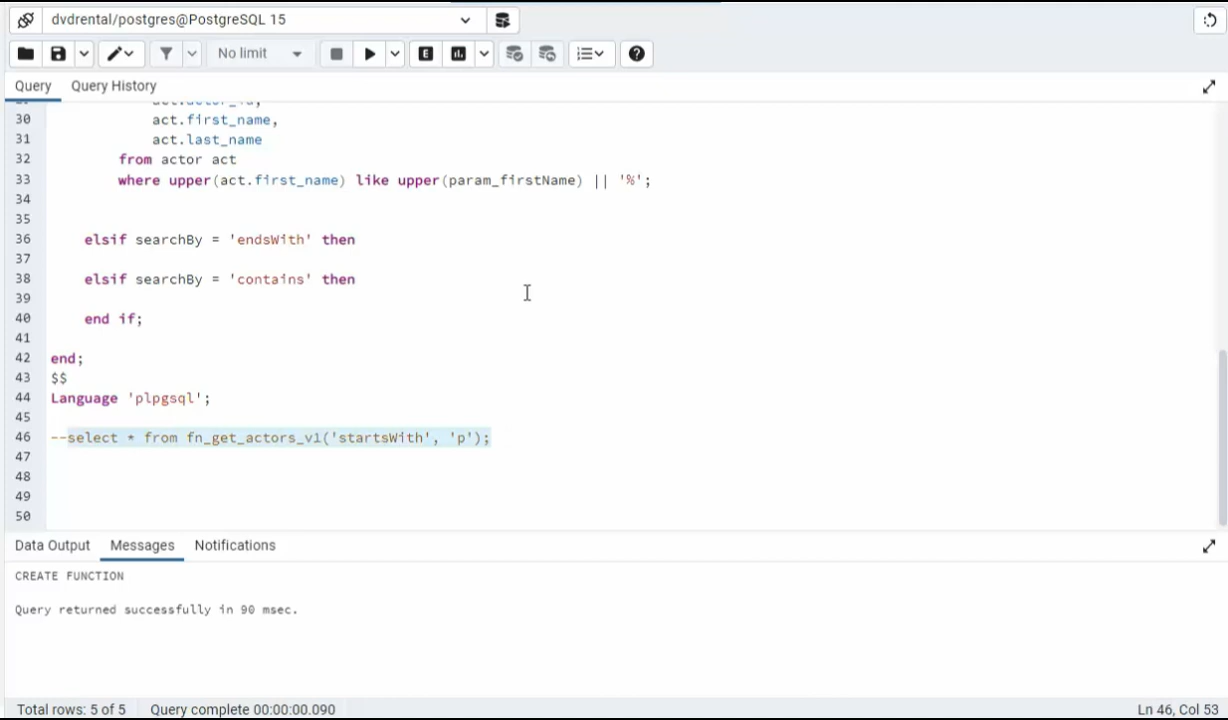 dvdrental/postgres@PostgreSQL 15
No limit
E
Query Query History
30 act.first_name,
31 act.last_name
32 from actor act
33 where upper(act.first_name) like upper(param_firstName) || '%';
34
35
36 elsif searchBy = 'endsWith' then
37
38 elsif searchBy = 'contains' then
39
40 end if;
41
42 end;
43 $$
44 Language 'plpgsql';
45
46 --select * from fn_get_actors_v1('startsWith', 'p');
47
48
49
50
Data Output Messages Notifications
CREATE FUNCTION
Query returned successfully in 90 msec.
Total rows: 5 of 5 Query complete 00:00:00.090 Ln 46, Col 53